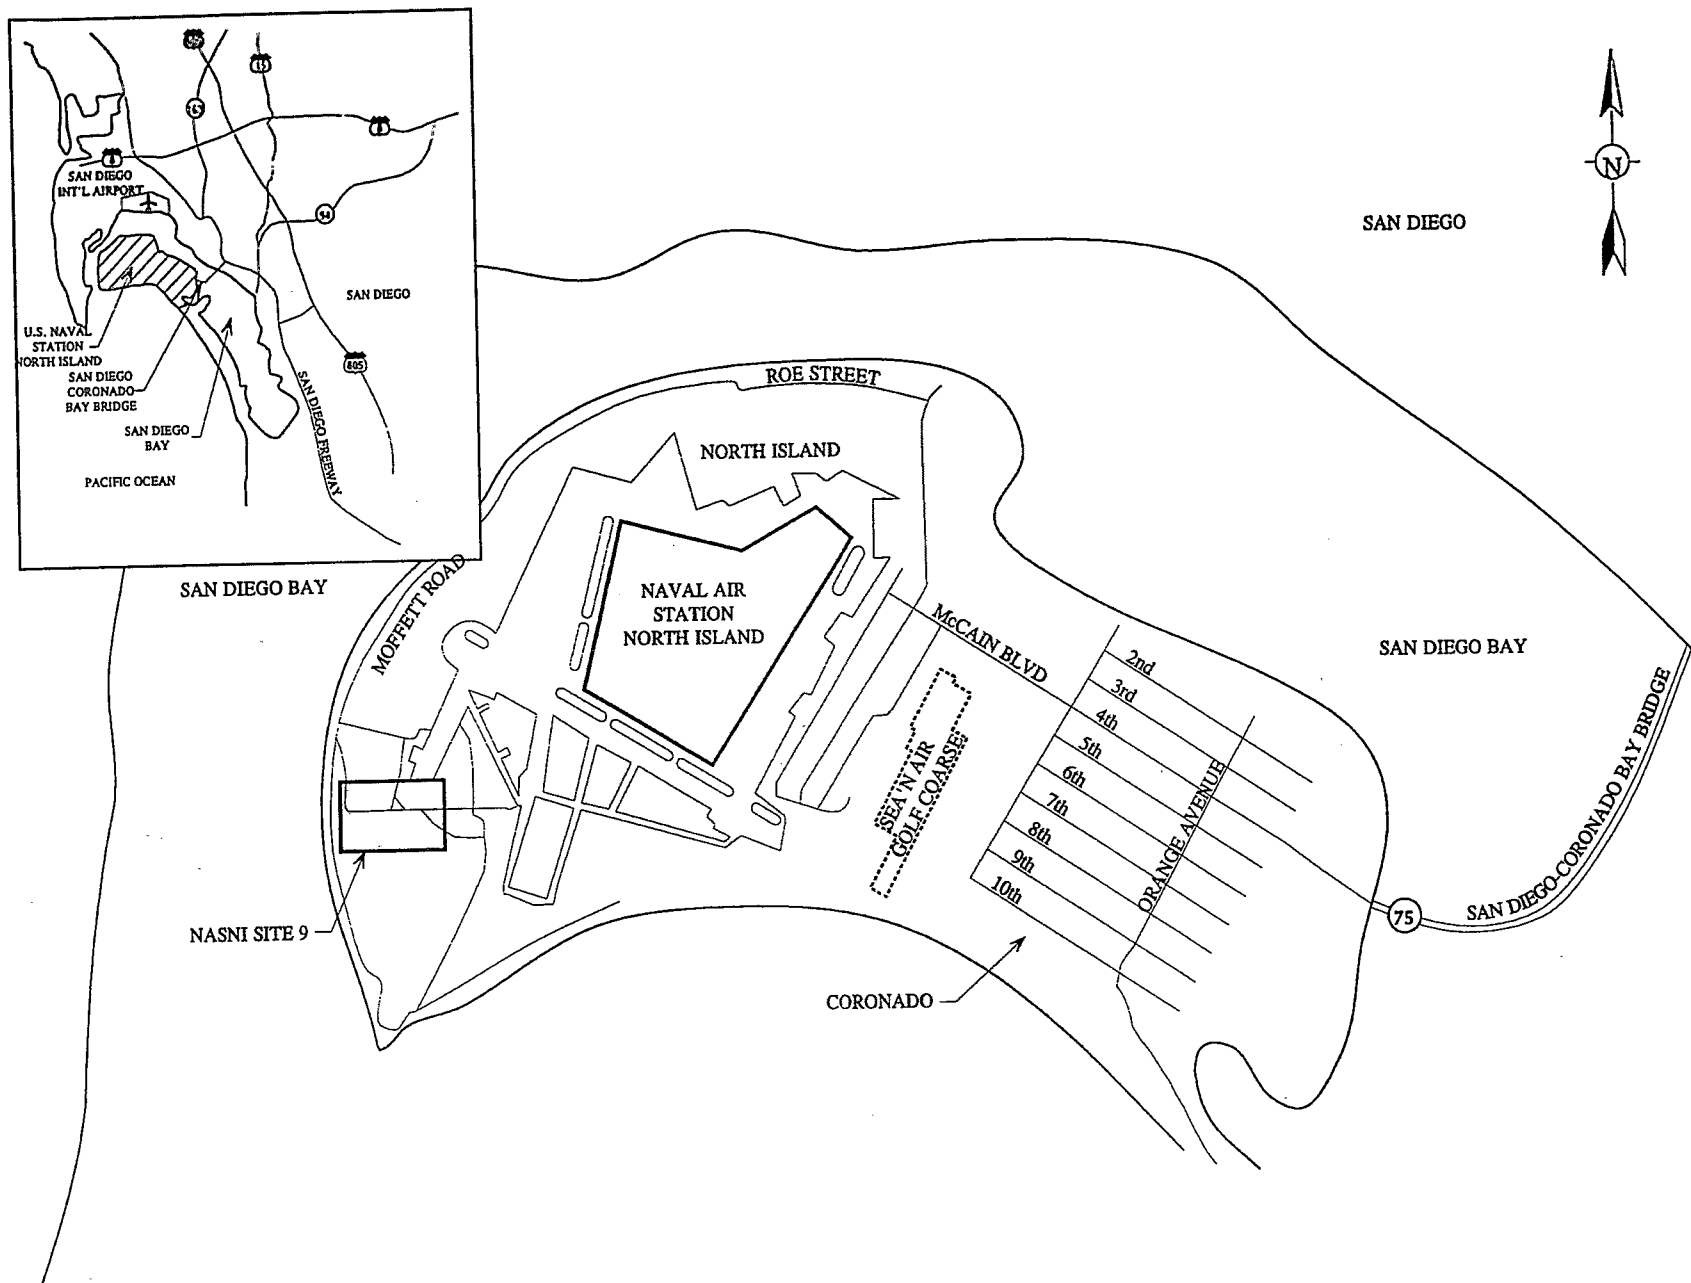 15
163
8
8
SAN DIEGO
INT'L AIRPORT
94
SAN DIEGO
U.S. NAVAL
STATION
NORTH ISLAND
SAN DIEGO
CORONADO
BAY BRIDGE
805
SAN DIEGO FREEWAY
SAN DIEGO
BAY
PACIFIC OCEAN
N
SAN DIEGO
ROE STREET
NORTH ISLAND
SAN DIEGO BAY
MOFFETT ROAD
NAVAL AIR
STATION
NORTH ISLAND
McCAIN BLVD
SAN DIEGO BAY
2nd
3rd
4th
5th
6th
7th
8th
9th
10th
SEA 'N AIR
GOLF COARSE
ORANGE AVENUE
75
SAN DIEGO-CORONADO BAY BRIDGE
NASNI SITE 9
CORONADO